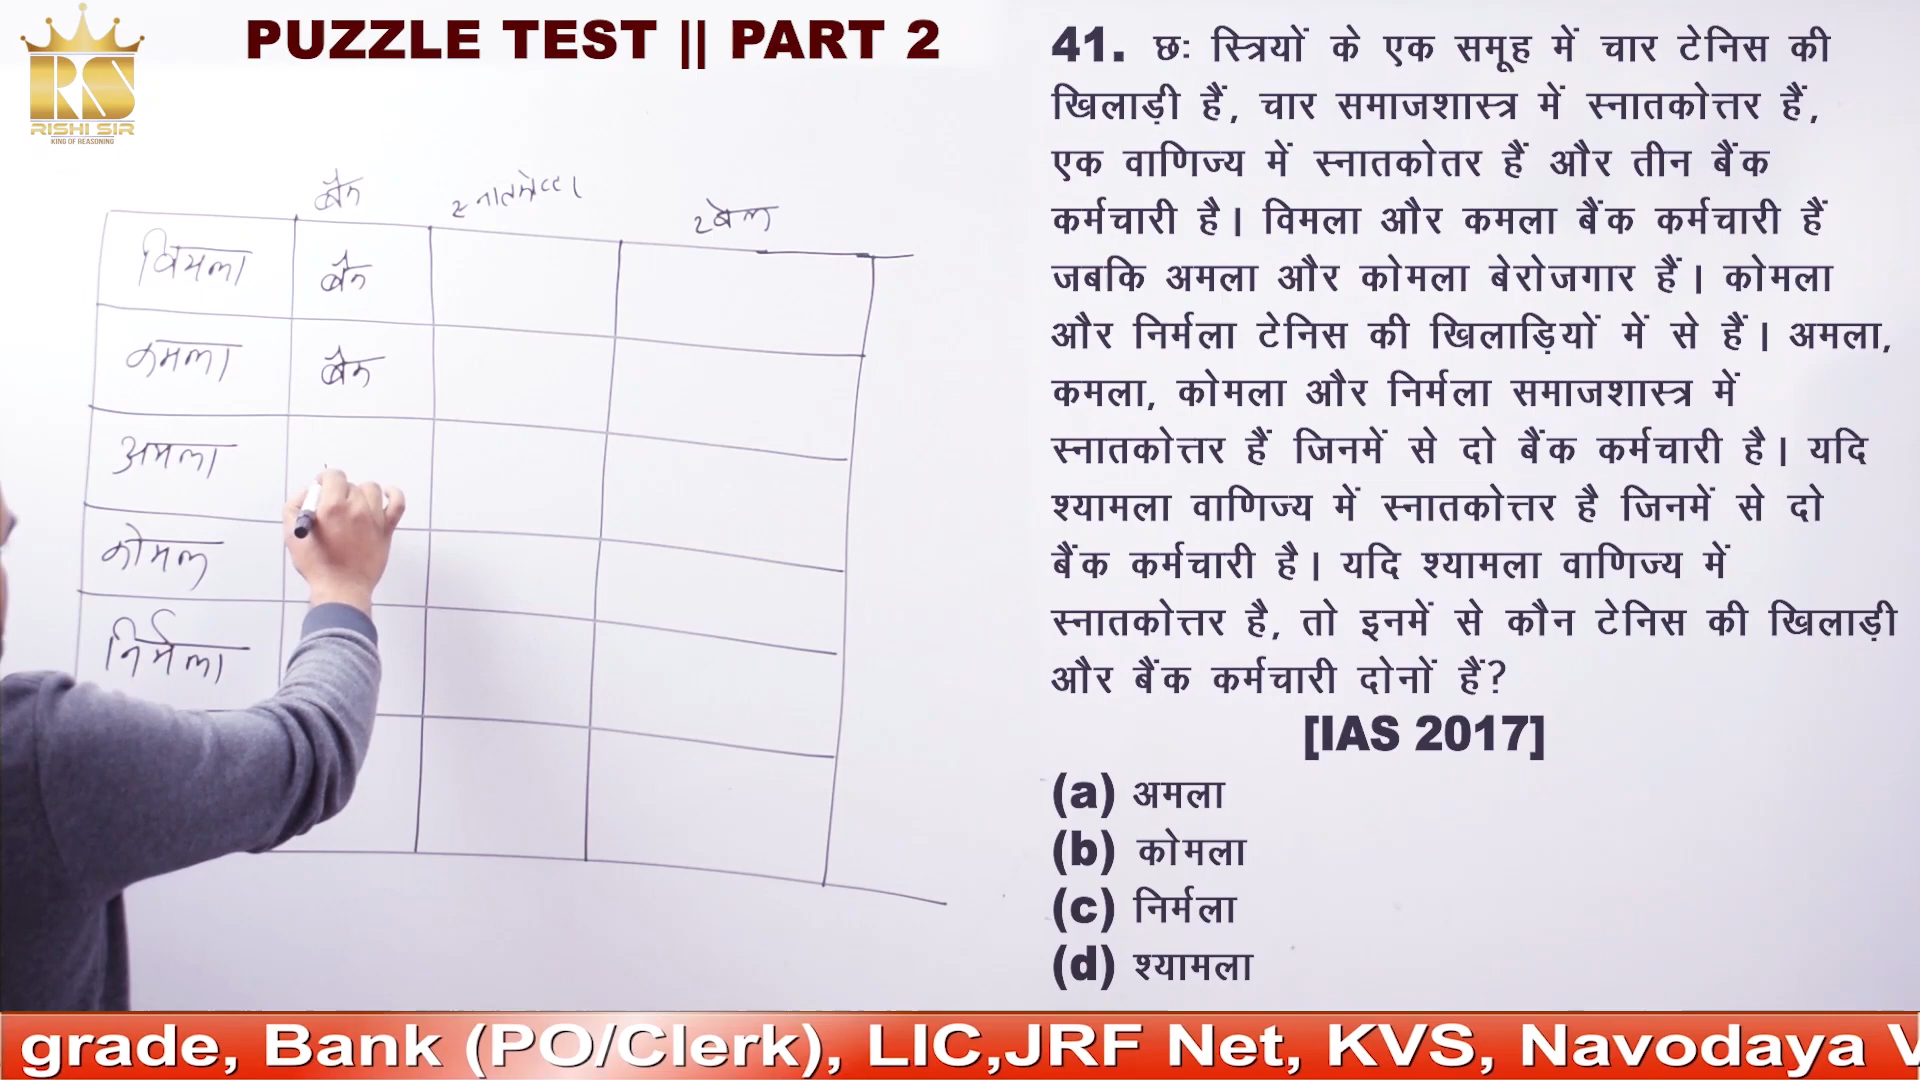 RS
RISHI SIR
KING OF REASONING
PUZZLE TEST || PART 2
बैंक
स्नातकोत्तर
खेल
विमला
बैंक
कमला
बैंक
अमला
कोमल
निर्मला
41. छः स्त्रियों के एक समूह में चार टेनिस की
खिलाड़ी हैं, चार समाजशास्त्र में स्नातकोत्तर हैं,
एक वाणिज्य में स्नातकोतर हैं और तीन बैंक
कर्मचारी है। विमला और कमला बैंक कर्मचारी हैं
जबकि अमला और कोमला बेरोजगार हैं। कोमला
और निर्मला टेनिस की खिलाड़ियों में से हैं। अमला,
कमला, कोमला और निर्मला समाजशास्त्र में
स्नातकोत्तर हैं जिनमें से दो बैंक कर्मचारी है। यदि
श्यामला वाणिज्य में स्नातकोत्तर है जिनमें से दो
बैंक कर्मचारी है। यदि श्यामला वाणिज्य में
स्नातकोत्तर है, तो इनमें से कौन टेनिस की खिलाड़ी
और बैंक कर्मचारी दोनों हैं?
[IAS 2017]
(a) अमला
(b) कोमला
(c) निर्मला
(d) श्यामला
grade, Bank (PO/Clerk), LIC,JRF Net, KVS, Navodaya V